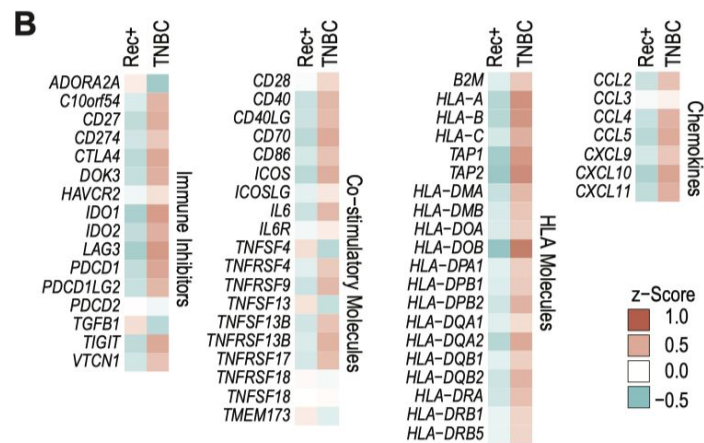 B
Rec+ TNBC
ADORA2A
C10orf54
CD27
CD274
CTLA4
DOK3
HAVCR2
IDO1
IDO2
LAG3
PDCD1
PDCD1LG2
PDCD2
TGFB1
TIGIT
VTCN1
Immune Inhibitors
Rec+ TNBC
CD28
CD40
CD40LG
CD70
CD86
ICOS
ICOSLG
IL6
IL6R
TNFSF4
TNFRSF4
TNFRSF9
TNFSF13
TNFSF13B
TNFRSF13B
TNFRSF17
TNFRSF18
TNFSF18
TMEM173
Co-stimulatory Molecules
Rec+ TNBC
B2M
HLA-A
HLA-B
HLA-C
TAP1
TAP2
HLA-DMA
HLA-DMB
HLA-DOA
HLA-DOB
HLA-DPA1
HLA-DPB1
HLA-DPB2
HLA-DQA1
HLA-DQA2
HLA-DQB1
HLA-DQB2
HLA-DRA
HLA-DRB1
HLA-DRB5
HLA Molecules
Rec+ TNBC
CCL2
CCL3
CCL4
CCL5
CXCL9
CXCL10
CXCL11
Chemokines
z-Score
1.0
0.5
0.0
-0.5